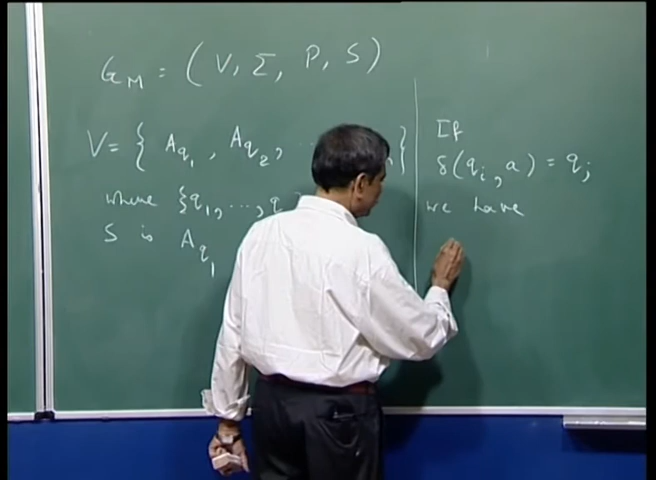 G_M = (V, Σ, P, S)
V = { A_q1, A_q2, ... }
where {q1, ..., q
S is A_q1
If
δ(q_i, a) = q_j
we have